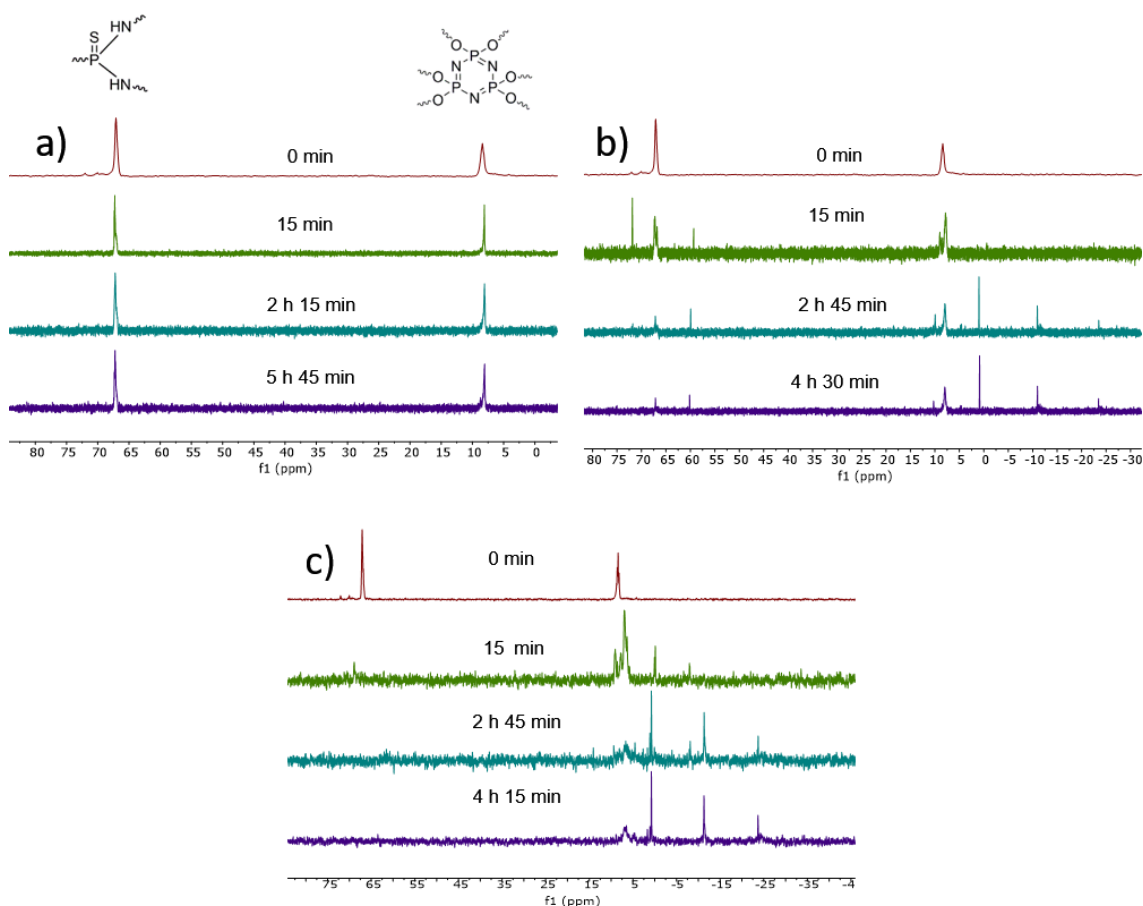 HN
S
P
HN
O O
P
N N
O P P O
O N O
a)
0 min
15 min
2 h 15 min
5 h 45 min
80 75 70 65 60 55 50 45 40 35 30 25 20 15 10 5 0
f1 (ppm)
b)
0 min
15 min
2 h 45 min
4 h 30 min
80 75 70 65 60 55 50 45 40 35 30 25 20 15 10 5 0 -5 -10 -15 -20 -25 -30
f1 (ppm)
c)
0 min
15 min
2 h 45 min
4 h 15 min
75 65 55 45 35 25 15 5 -5 -15 -25 -35 -4
f1 (ppm)